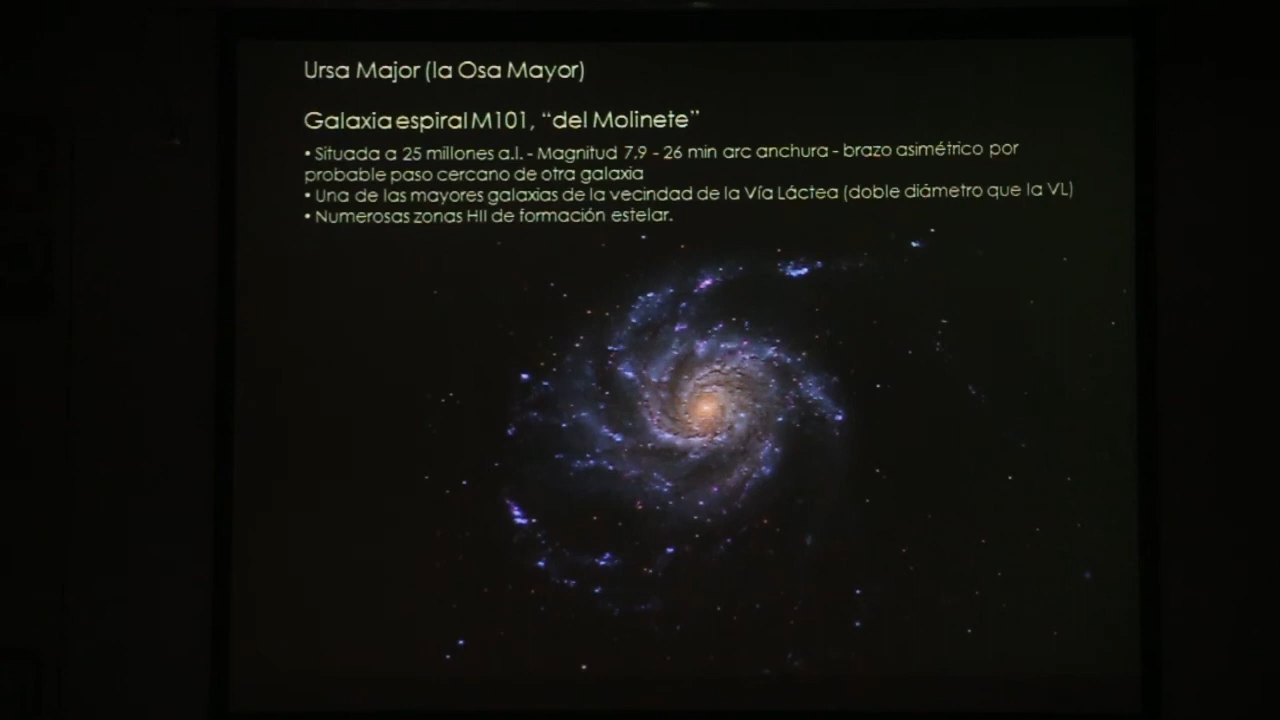 Ursa Major (la Osa Mayor)
Galaxia espiral M101, “del Molinete”
• Situada a 25 millones a.l. - Magnitud 7,9 - 26 min arc anchura - brazo asimétrico por
probable paso cercano de otra galaxia
• Una de las mayores galaxias de la vecindad de la Vía Láctea (doble diámetro que la VL)
• Numerosas zonas HII de formación estelar.